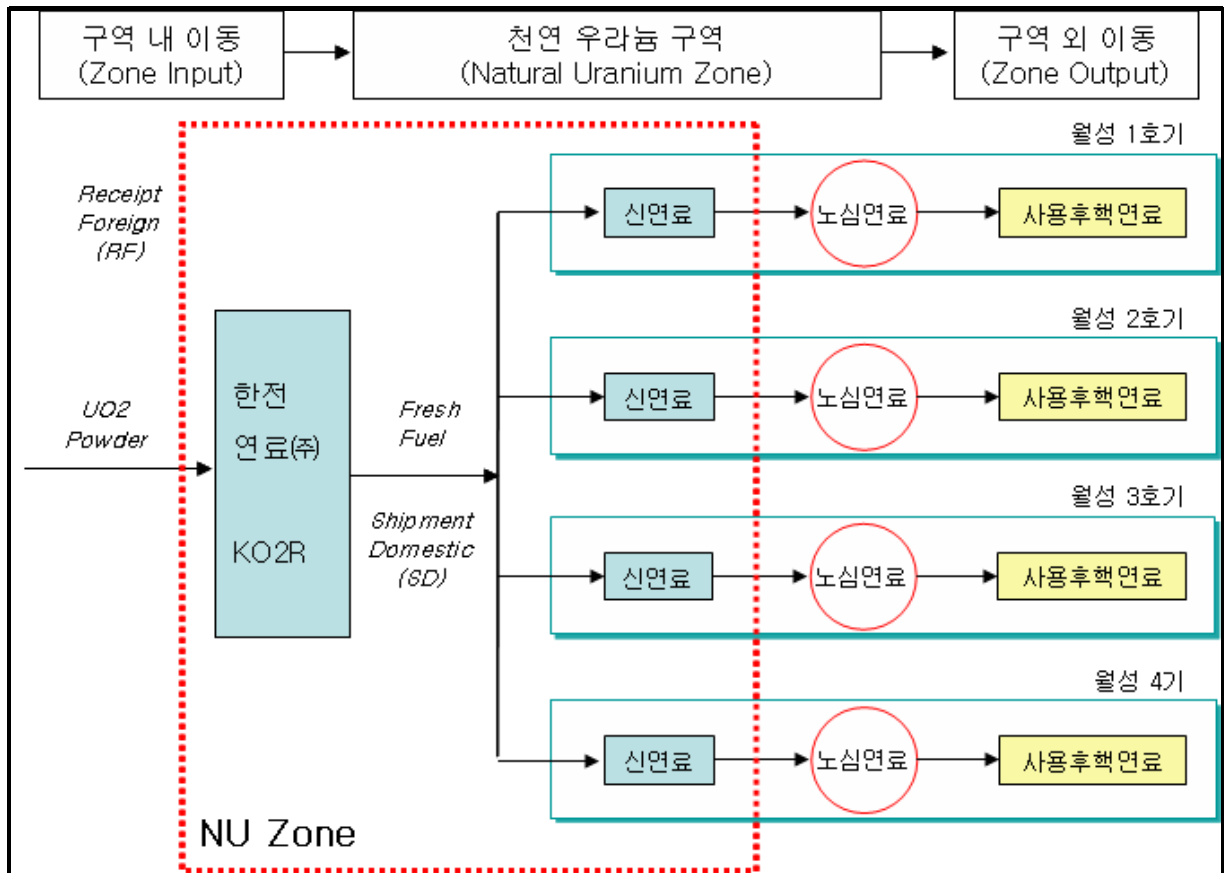 구역 내 이동
(Zone Input)
천연 우라늄 구역
(Natural Uranium Zone)
구역 외 이동
(Zone Output)
월성 1호기
Receipt
Foreign
(RF)
신연료
노심연료
사용후핵연료
월성 2호기
신연료
노심연료
사용후핵연료
UO2
Powder
한전
연료㈜
KO2R
Fresh
Fuel
Shipment
Domestic
(SD)
월성 3호기
신연료
노심연료
사용후핵연료
월성 4기
신연료
노심연료
사용후핵연료
NU Zone